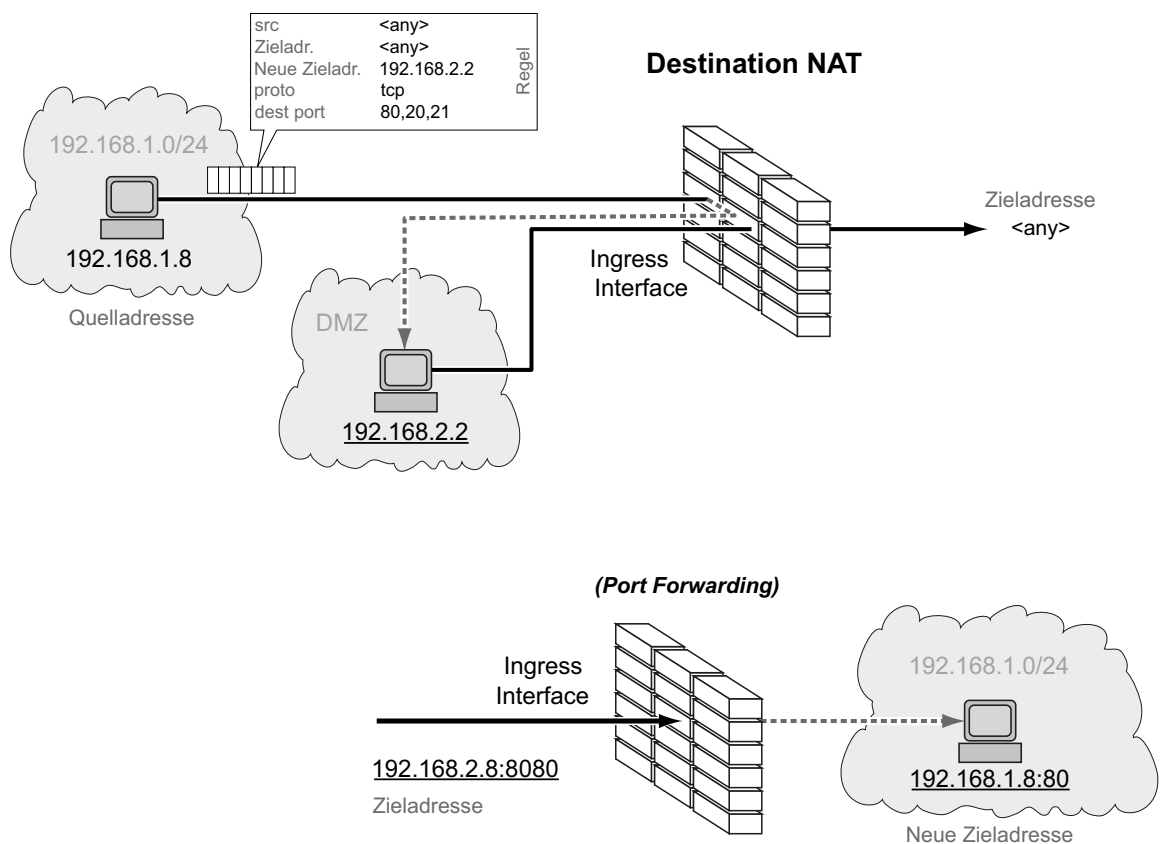 src <any>
Zieladr. <any>
Neue Zieladr. 192.168.2.2
proto tcp
dest port 80,20,21
Regel
Destination NAT
192.168.1.0/24
192.168.1.8
Quelladresse
Zieladresse
<any>
Ingress
Interface
DMZ
192.168.2.2
(Port Forwarding)
Ingress
Interface
192.168.2.8:8080
Zieladresse
192.168.1.0/24
192.168.1.8:80
Neue Zieladresse